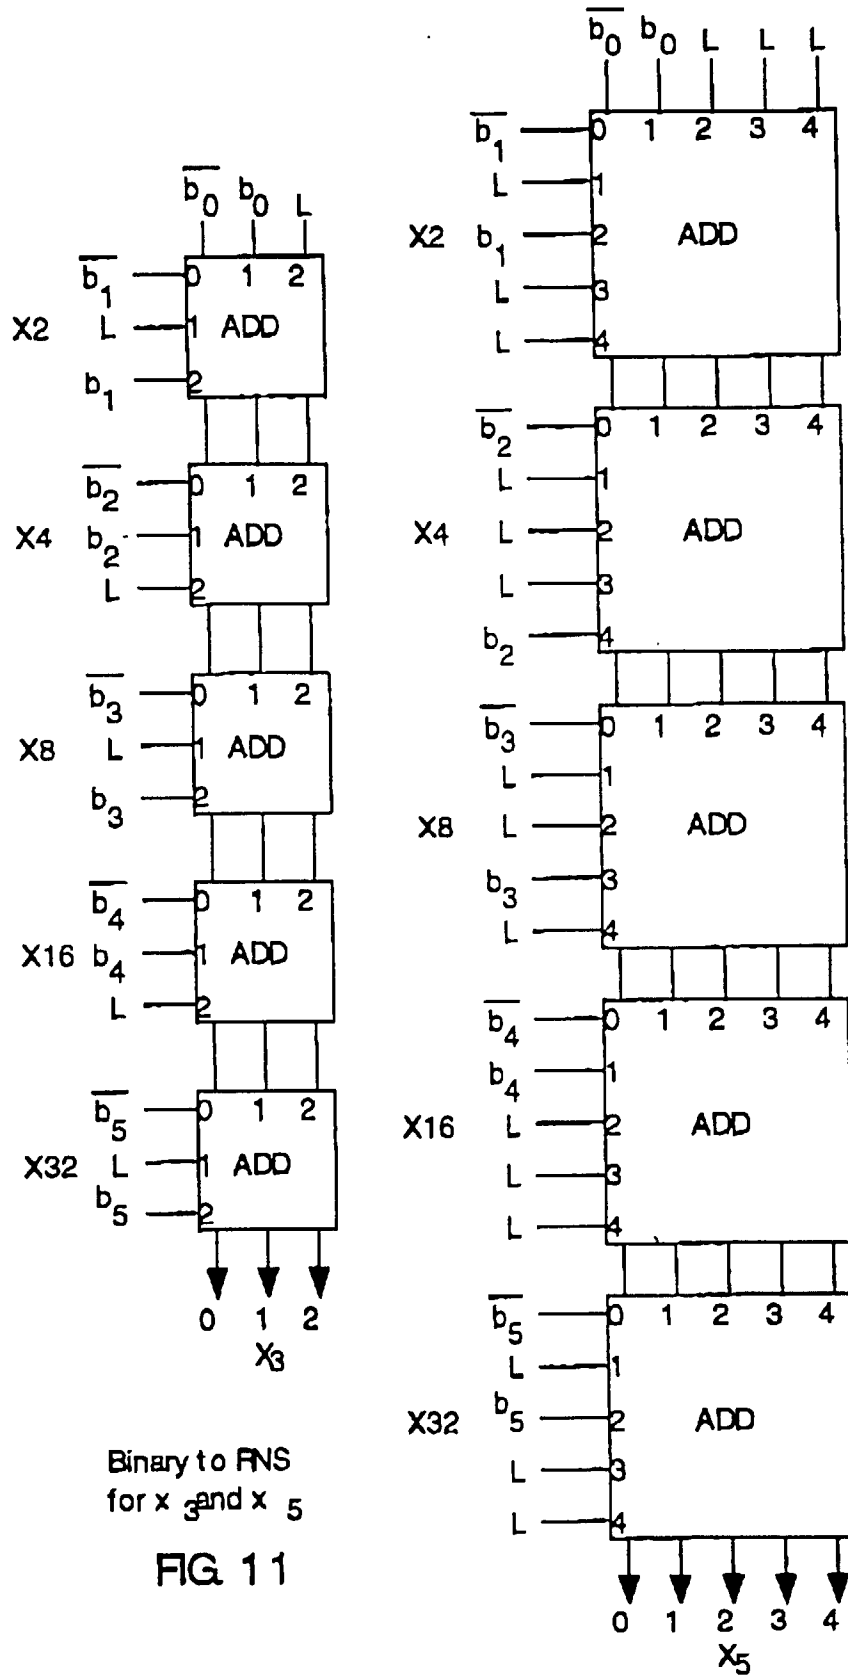 b̅0 b0 L
b̅1 0 1 2
X2 L 1 ADD
b1 2
b̅2 0 1 2
X4 b2 1 ADD
L 2
b̅3 0 1 2
X8 L 1 ADD
b3 2
b̅4 0 1 2
X16 b4 1 ADD
L 2
b̅5 0 1 2
X32 L 1 ADD
b5 2
0 1 2
X3
b̅0 b0 L L L
b̅1 0 1 2 3 4
L 1
X2 b1 2 ADD
L 3
L 4
b̅2 0 1 2 3 4
L 1
X4 L 2 ADD
L 3
b2 4
b̅3 0 1 2 3 4
L 1
X8 L 2 ADD
b3 3
L 4
b̅4 0 1 2 3 4
b4 1
X16 L 2 ADD
L 3
L 4
b̅5 0 1 2 3 4
L 1
X32 b5 2 ADD
L 3
L 4
0 1 2 3 4
X5
Binary to RNS
for x 3 and x 5
FIG 11